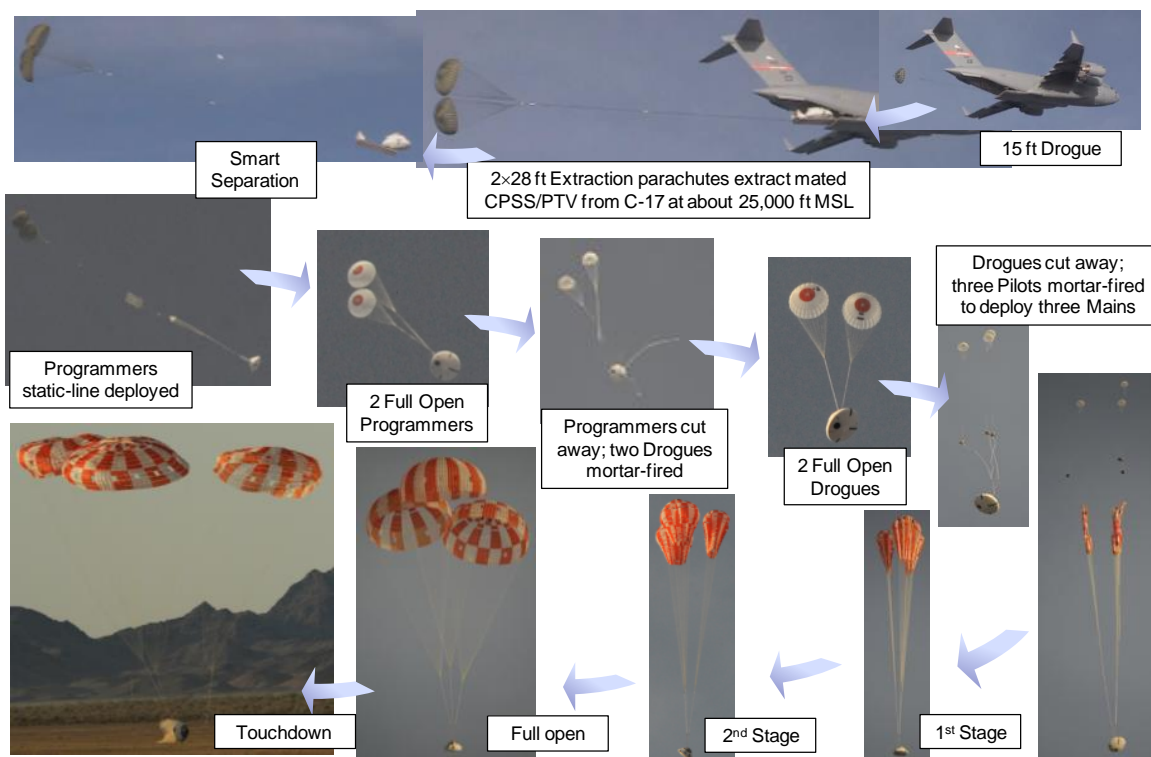 15 ft Drogue
2×28 ft Extraction parachutes extract mated
CPSS/PTV from C-17 at about 25,000 ft MSL
Smart
Separation
Programmers
static-line deployed
2 Full Open
Programmers
Programmers cut
away; two Drogues
mortar-fired
2 Full Open
Drogues
Drogues cut away;
three Pilots mortar-fired
to deploy three Mains
1st Stage
2nd Stage
Full open
Touchdown